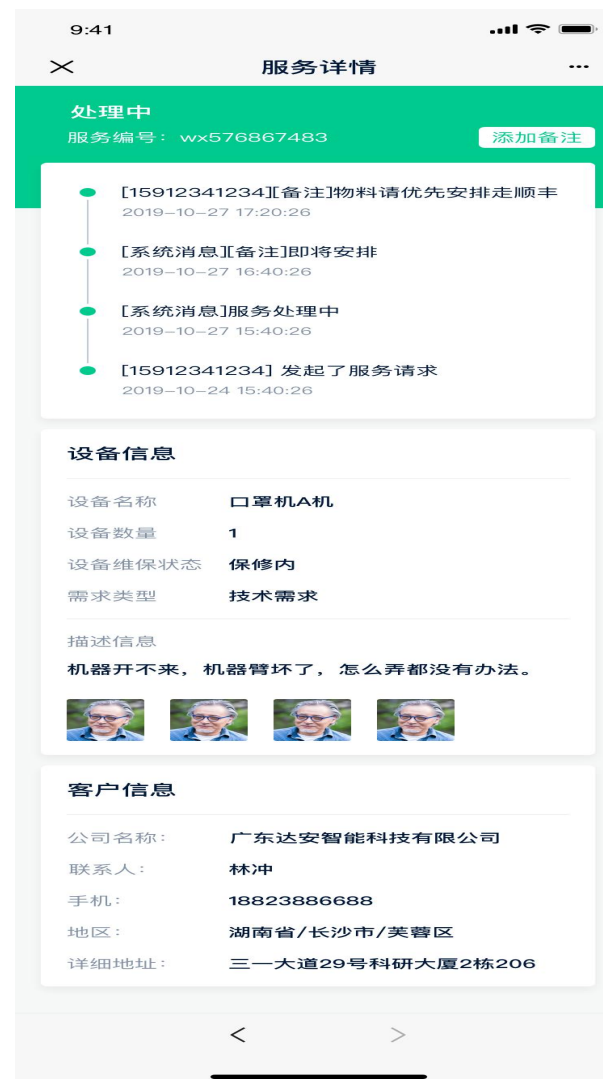 9:41
服务详情
处理中
服务编号：wx576867483
添加备注
[15912341234][备注]物料请优先安排走顺丰
2019-10-27 17:20:26
[系统消息][备注]即将安排
2019-10-27 16:40:26
[系统消息]服务处理中
2019-10-27 15:40:26
[15912341234] 发起了服务请求
2019-10-24 15:40:26
设备信息
设备名称 口罩机A机
设备数量 1
设备维保状态 保修内
需求类型 技术需求
描述信息
机器开不来，机器臂坏了，怎么弄都没有办法。
客户信息
公司名称： 广东达安智能科技有限公司
联系人： 林冲
手机： 18823886688
地区： 湖南省/长沙市/芙蓉区
详细地址： 三一大道29号科研大厦2栋206